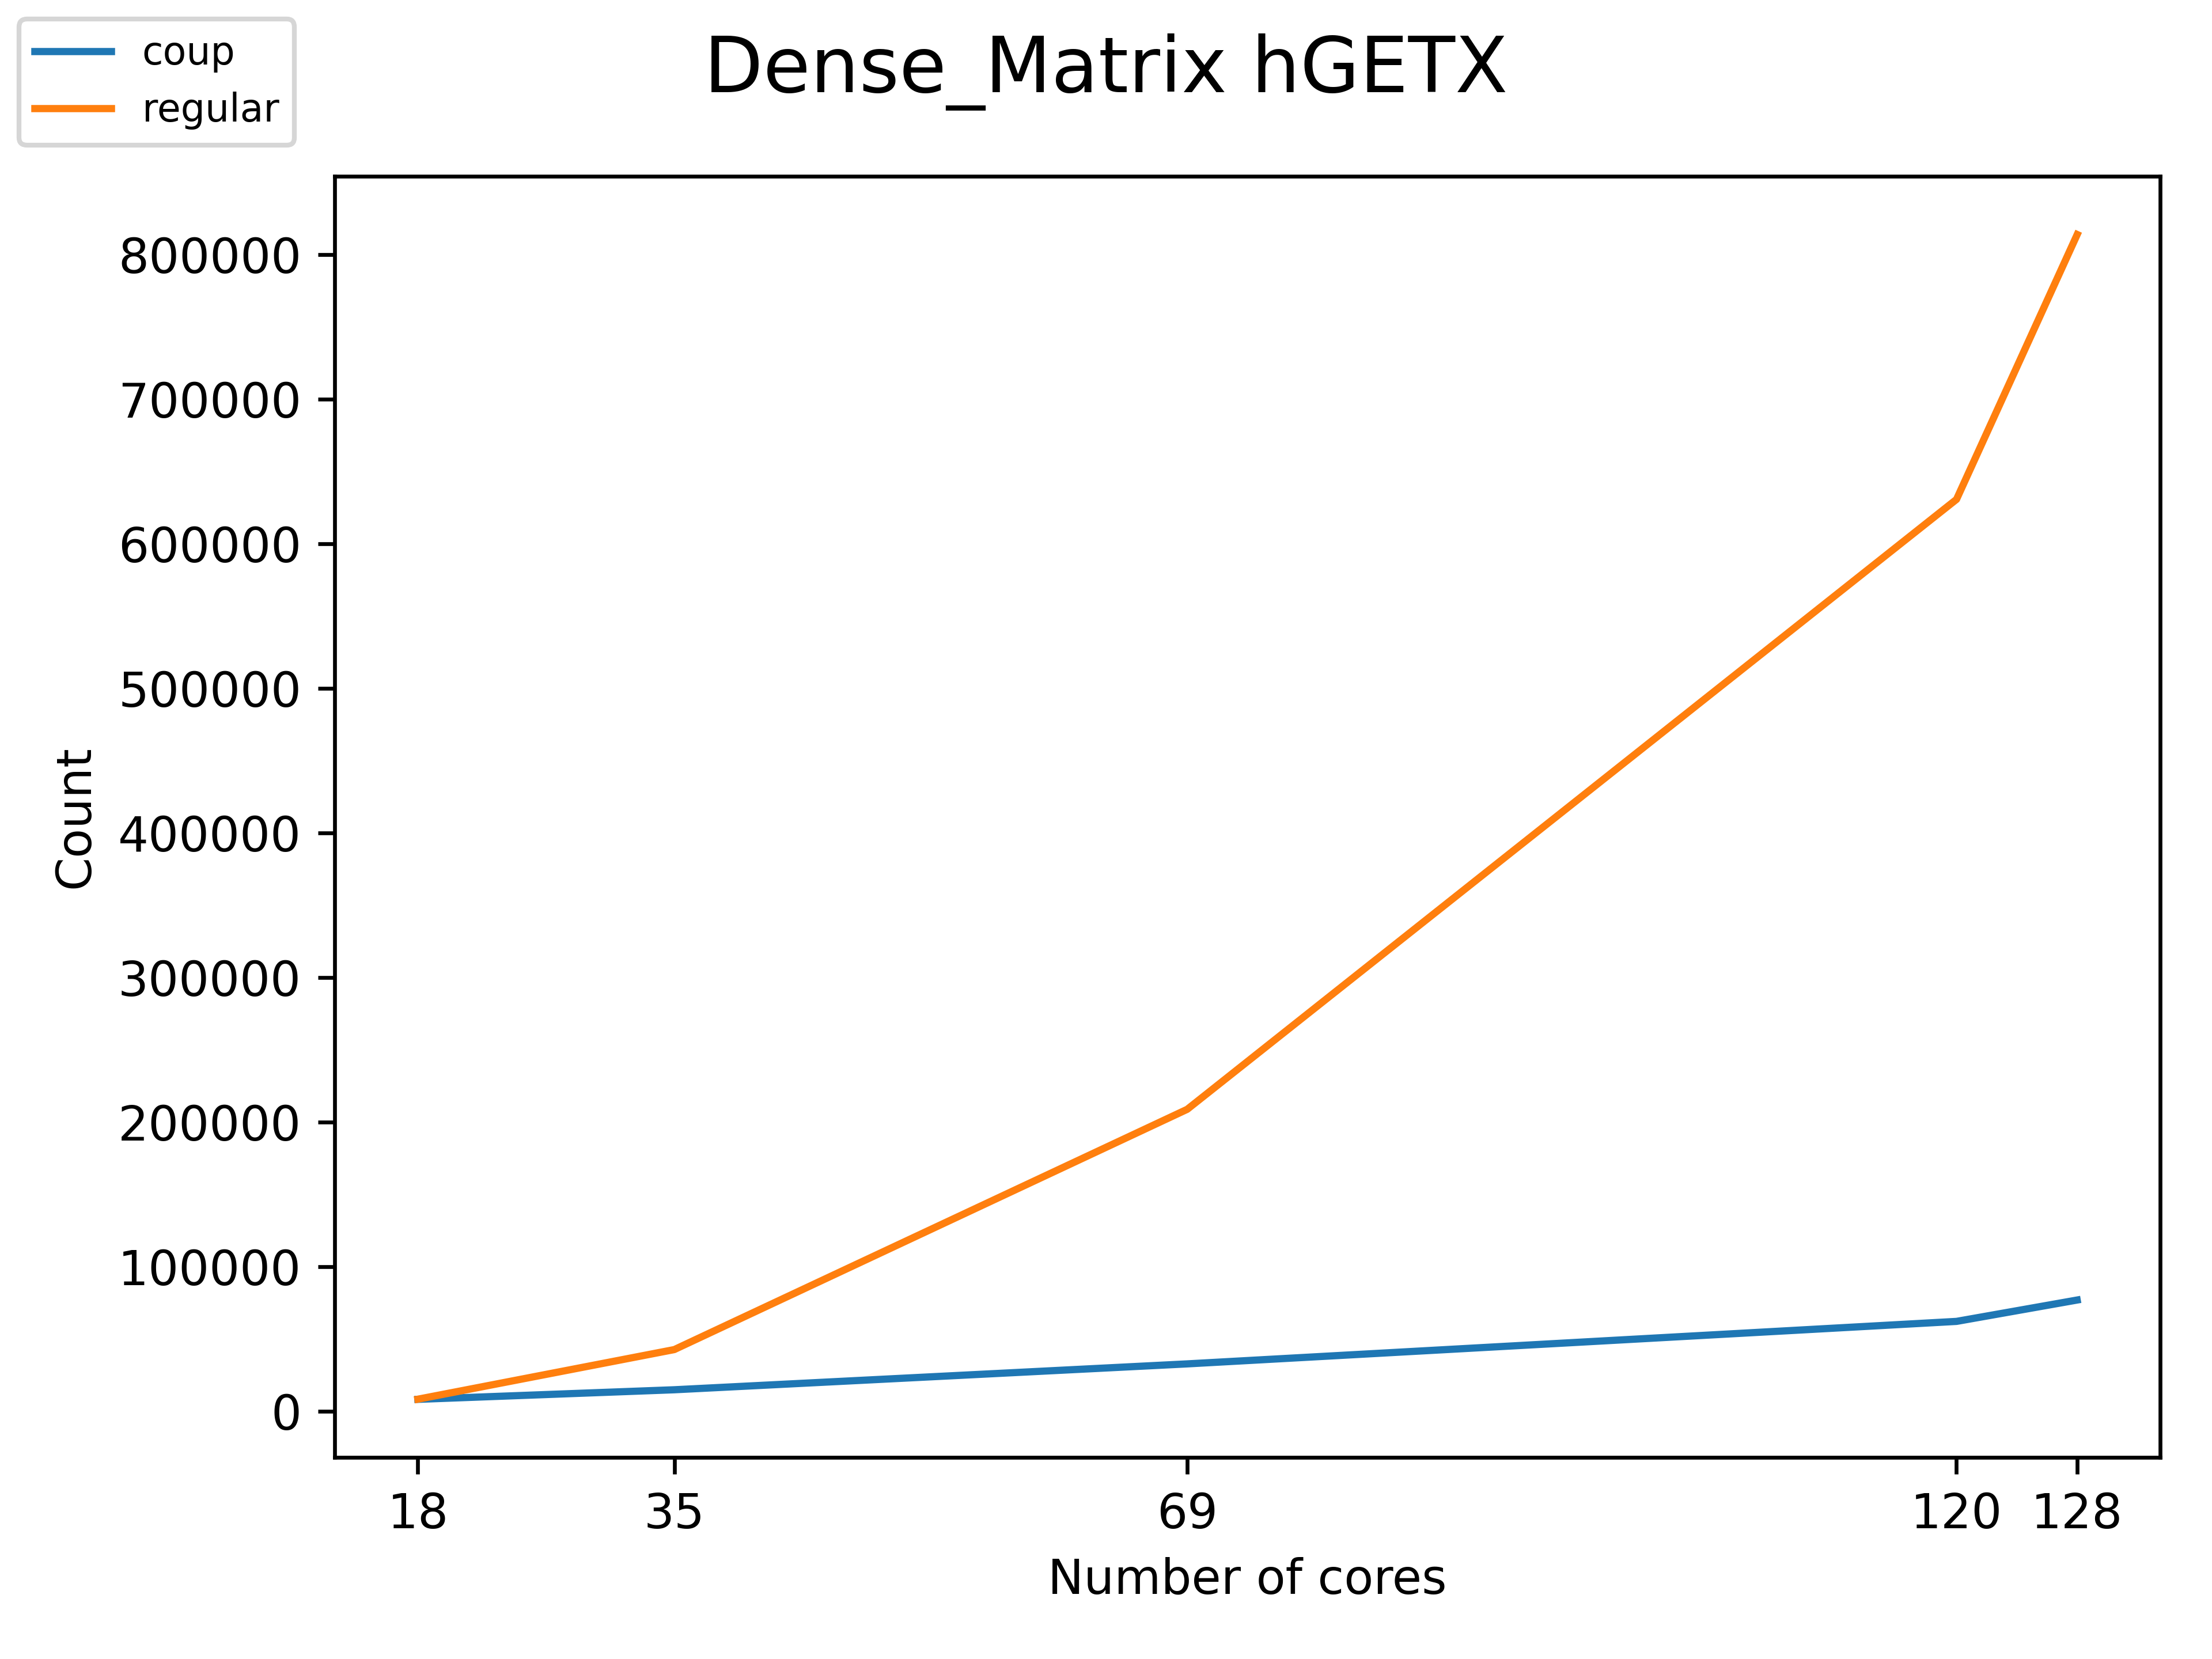 coup
regular
Dense_Matrix hGETX
800000
700000
600000
500000
400000
300000
200000
100000
0
Count
18 35 69 120 128
Number of cores